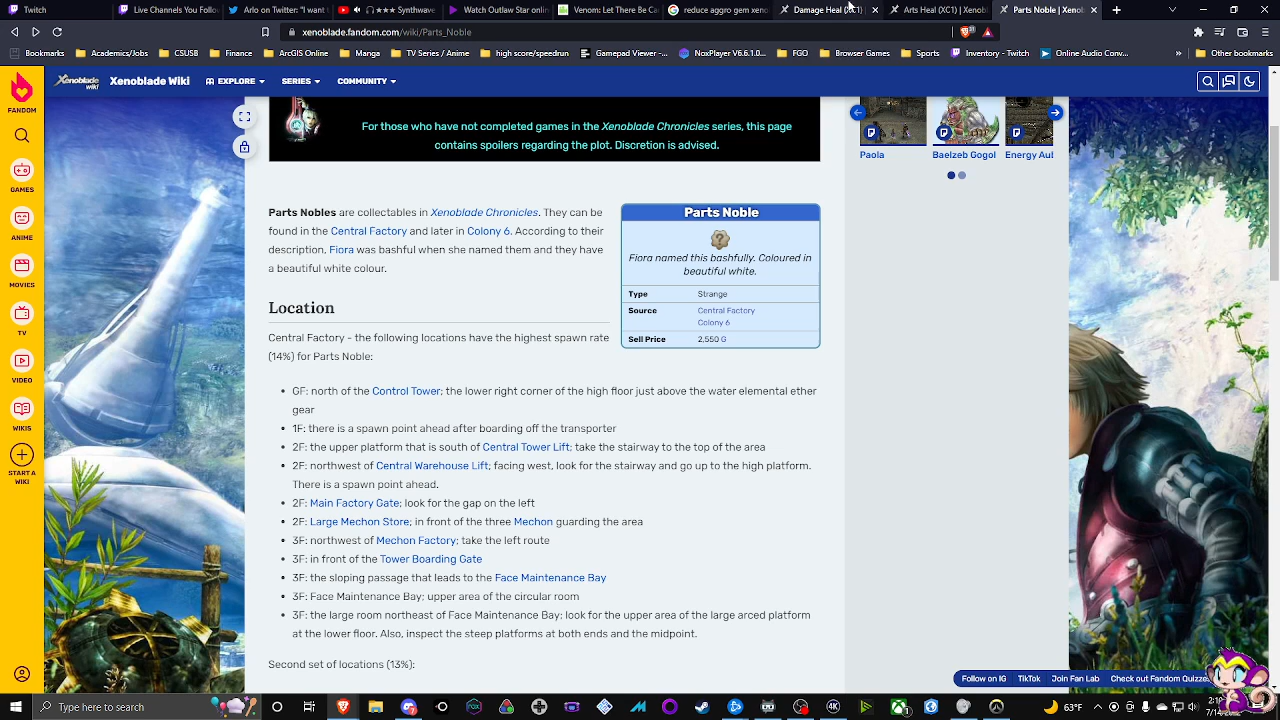 Twitch
Live Channels You Follow
Arlo on Twitter: "I want t
★★★ Synthwave
Watch Outlaw Star onlin
Venom: Let There Be Ca
reduce aggro gem xeno
Damage Heal (XC1)
Arts Heal (XC1) | Xenobl
Parts Noble | Xenobl
xenoblade.fandom.com/wiki/Parts_Noble
Bookmarks
Academics/Jobs
CSUSB
Finance
ArcGIS Online
Manga
TV Series / Anime
high score/speedrun
Gamepad Viewer -...
Nonpareil V6.1.0...
FGO
Browser Games
Sports
Inventory - Twitch
Online Audio Conv...
Other Bookmarks
FANDOM
GAMES
ANIME
MOVIES
TV
VIDEO
WIKIS
START A
WIKI
Xenoblade
wiki
Xenoblade Wiki
EXPLORE
SERIES
COMMUNITY
For those who have not completed games in the Xenoblade Chronicles series, this page
contains spoilers regarding the plot. Discretion is advised.
Paola
Baelzeb Gogol
Energy Aub
Parts Nobles are collectables in Xenoblade Chronicles. They can be
found in the Central Factory and later in Colony 6. According to their
description, Fiora was bashful when she named them and they have
a beautiful white colour.
Parts Noble
Fiora named this bashfully. Coloured in
beautiful white.
Type Strange
Source Central Factory
Colony 6
Sell Price 2,550 G
Location
Central Factory - the following locations have the highest spawn rate
(14%) for Parts Noble:
• GF: north of the Control Tower; the lower right corner of the high floor just above the water elemental ether
gear
• 1F: there is a spawn point ahead after boarding off the transporter
• 2F: the upper platform that is south of Central Tower Lift; take the stairway to the top of the area
• 2F: northwest of Central Warehouse Lift; facing west, look for the stairway and go up to the high platform.
There is a spawn point ahead.
• 2F: Main Factory Gate; look for the gap on the left
• 2F: Large Mechon Store; in front of the three Mechon guarding the area
• 3F: northwest of Mechon Factory; take the left route
• 3F: in front of the Tower Boarding Gate
• 3F: the sloping passage that leads to the Face Maintenance Bay
• 3F: Face Maintenance Bay; upper area of the circular room
• 3F: the large room northeast of Face Maintenance Bay; look for the upper area of the large arced platform
at the lower floor. Also, inspect the steep platforms at both ends and the midpoint.
Second set of locations (13%):
Follow on IG
TikTok
Join Fan Lab
Check out Fandom Quizzes
Type here to search
69°F